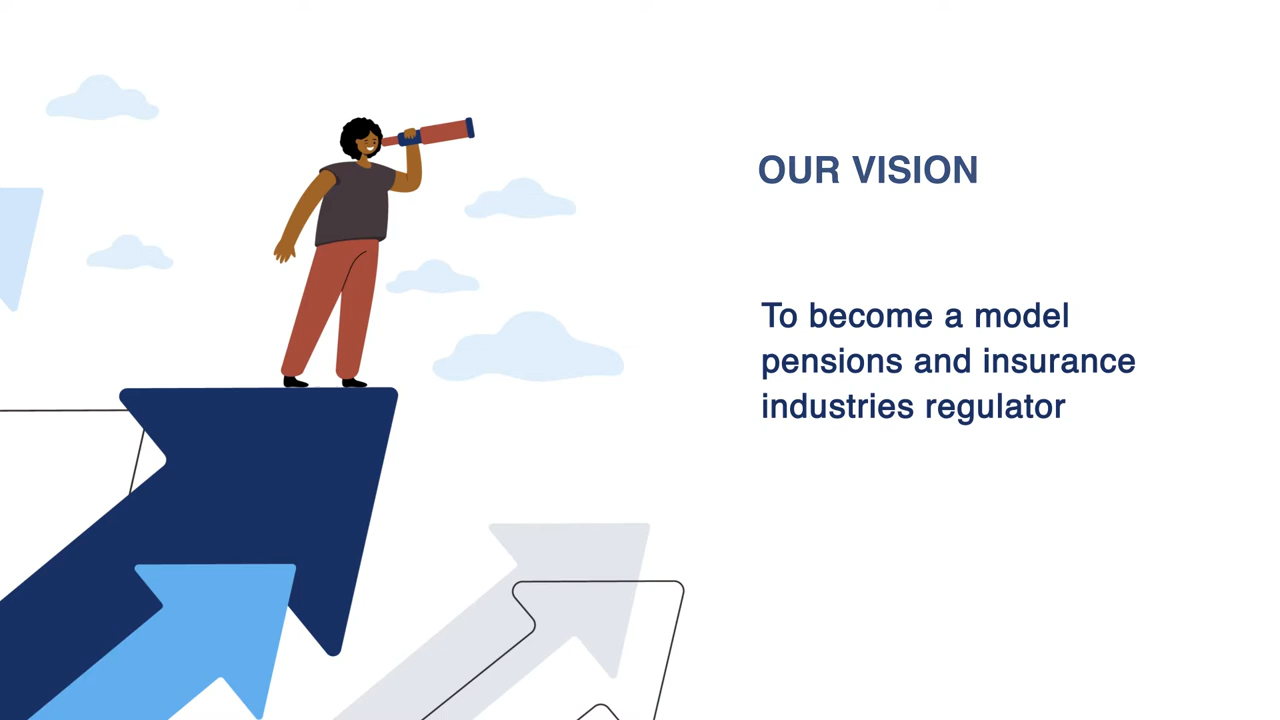 OUR VISION
To become a model
pensions and insurance
industries regulator